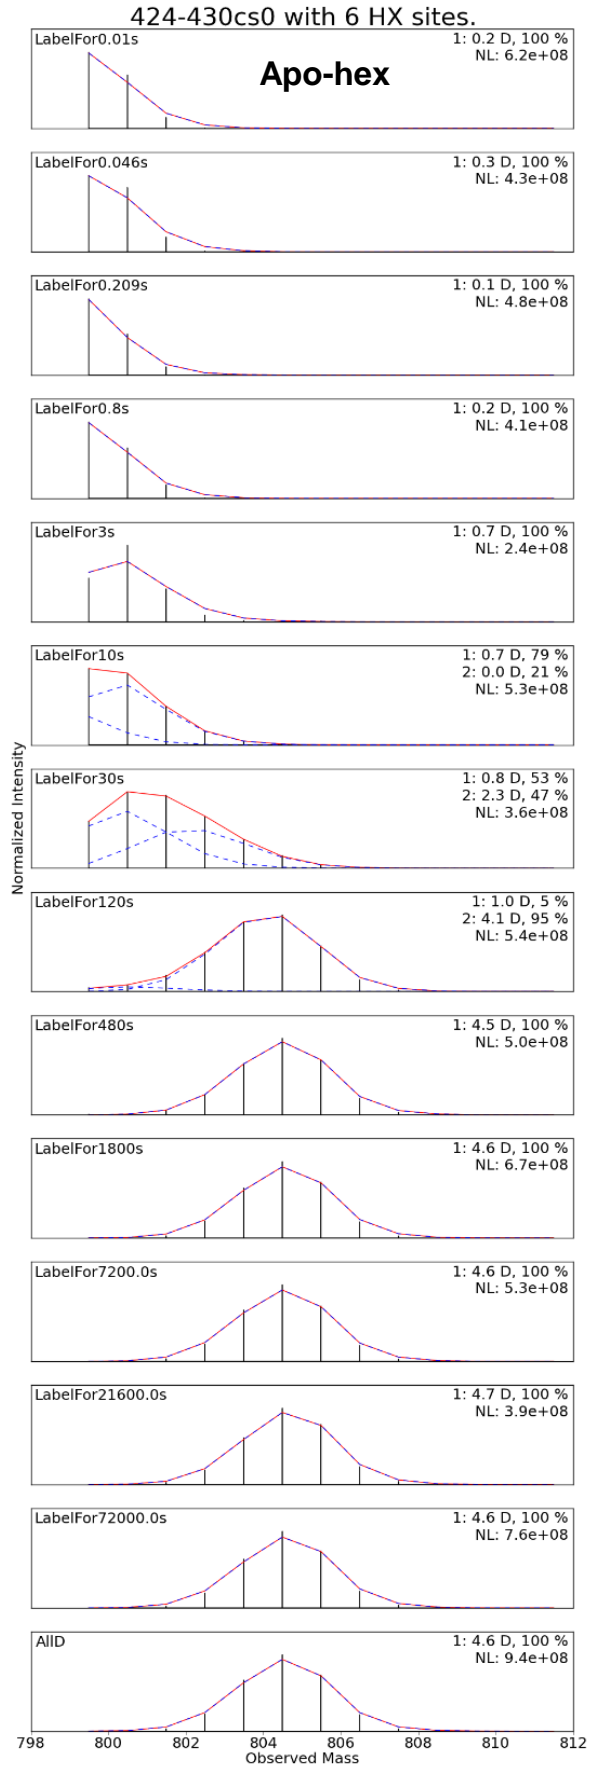 424-430cs0 with 6 HX sites.
LabelFor0.01s
1: 0.2 D, 100 %
NL: 6.2e+08
Apo-hex
LabelFor0.046s
1: 0.3 D, 100 %
NL: 4.3e+08
LabelFor0.209s
1: 0.1 D, 100 %
NL: 4.8e+08
LabelFor0.8s
1: 0.2 D, 100 %
NL: 4.1e+08
LabelFor3s
1: 0.7 D, 100 %
NL: 2.4e+08
LabelFor10s
1: 0.7 D, 79 %
2: 0.0 D, 21 %
NL: 5.3e+08
LabelFor30s
1: 0.8 D, 53 %
2: 2.3 D, 47 %
NL: 3.6e+08
Normalized Intensity
LabelFor120s
1: 1.0 D, 5 %
2: 4.1 D, 95 %
NL: 5.4e+08
LabelFor480s
1: 4.5 D, 100 %
NL: 5.0e+08
LabelFor1800s
1: 4.6 D, 100 %
NL: 6.7e+08
LabelFor7200.0s
1: 4.6 D, 100 %
NL: 5.3e+08
LabelFor21600.0s
1: 4.7 D, 100 %
NL: 3.9e+08
LabelFor72000.0s
1: 4.6 D, 100 %
NL: 7.6e+08
AllD
1: 4.6 D, 100 %
NL: 9.4e+08
798 800 802 804 806 808 810 812
Observed Mass